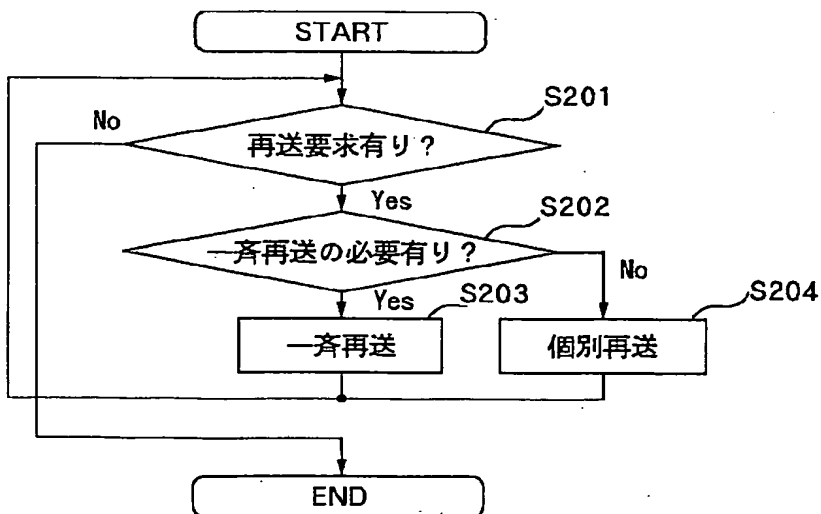 START
S201
No
再送要求有り?
Yes
S202
一斉再送の必要有り?
No
Yes
S203
S204
一斉再送
個別再送
END